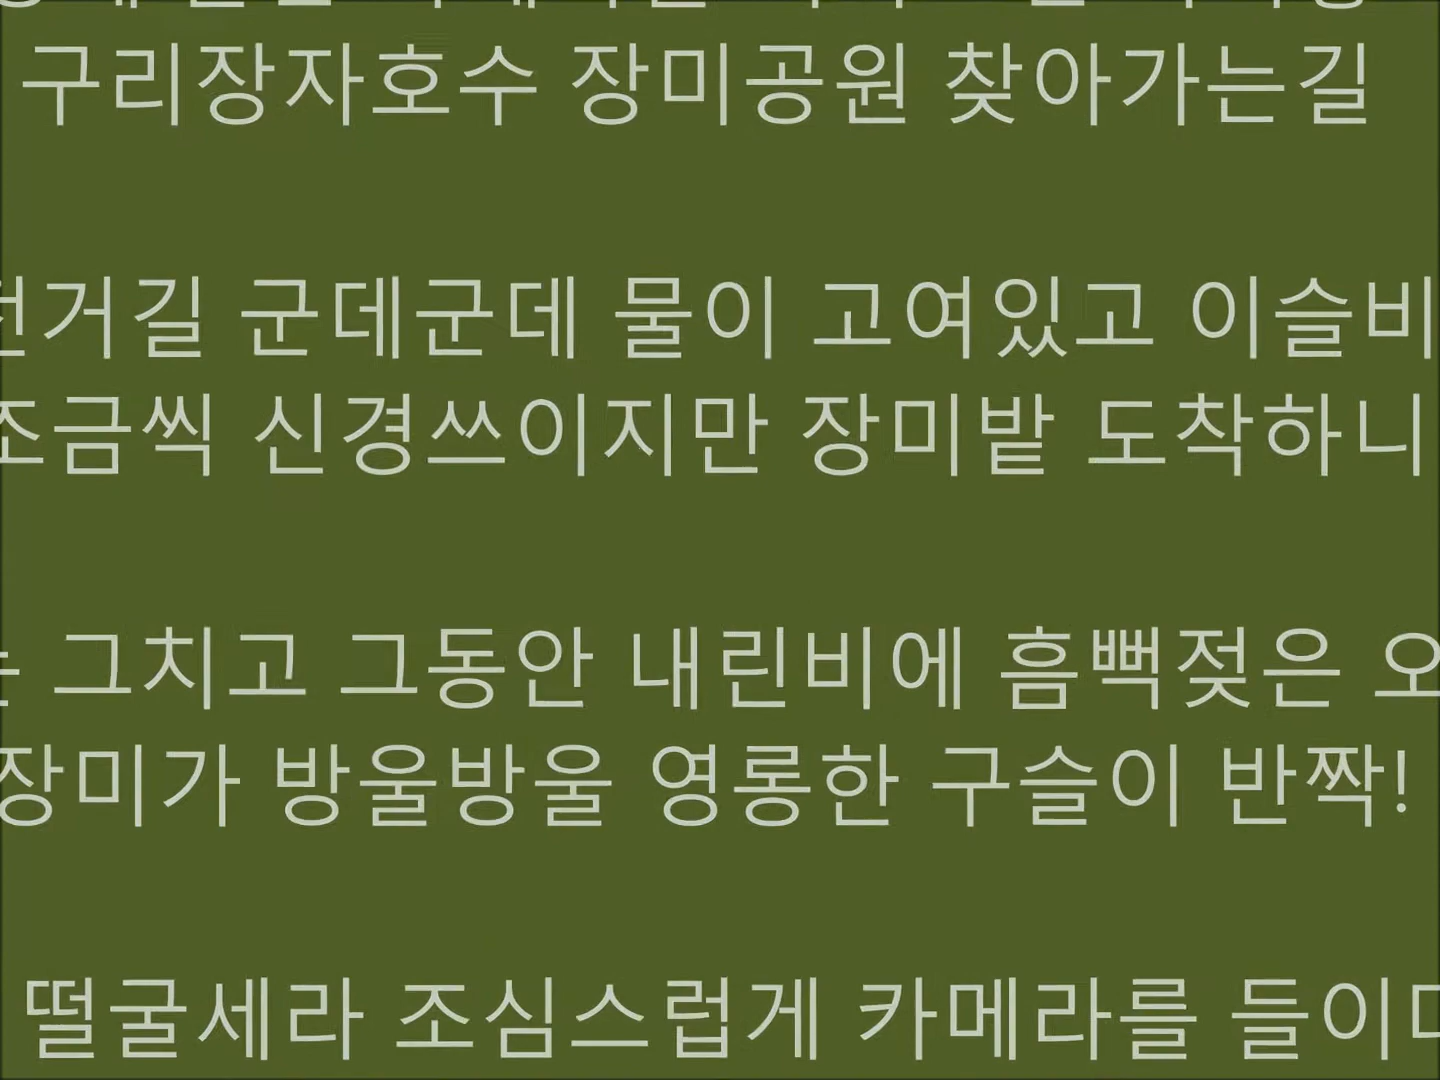 구리장자호수 장미공원 찾아가는길
전거길 군데군데 물이 고여있고 이슬비
조금씩 신경쓰이지만 장미밭 도착하니
그치고 그동안 내린비에 흠뻑젖은 오
장미가 방울방울 영롱한 구슬이 반짝!
떨굴세라 조심스럽게 카메라를 들이